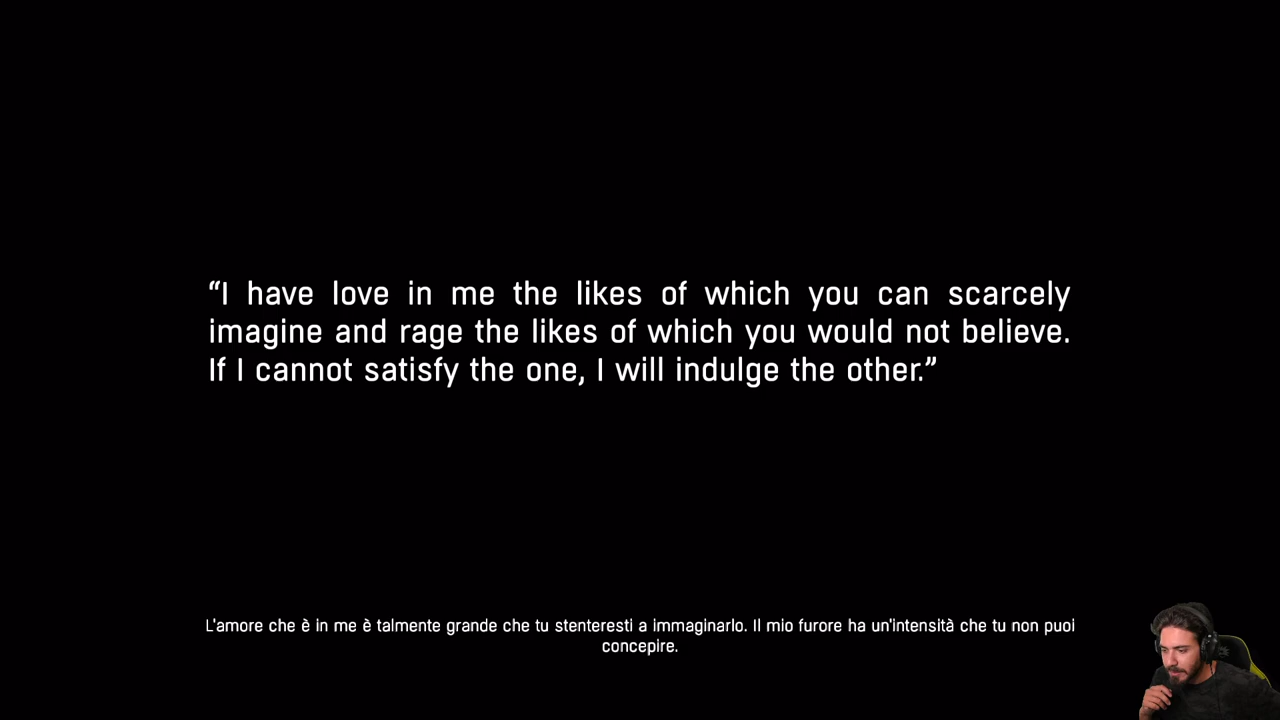 “I have love in me the likes of which you can scarcely
imagine and rage the likes of which you would not believe.
If I cannot satisfy the one, I will indulge the other.”
L'amore che è in me è talmente grande che tu stenteresti a immaginarlo. Il mio furore ha un'intensità che tu non puoi
concepire.